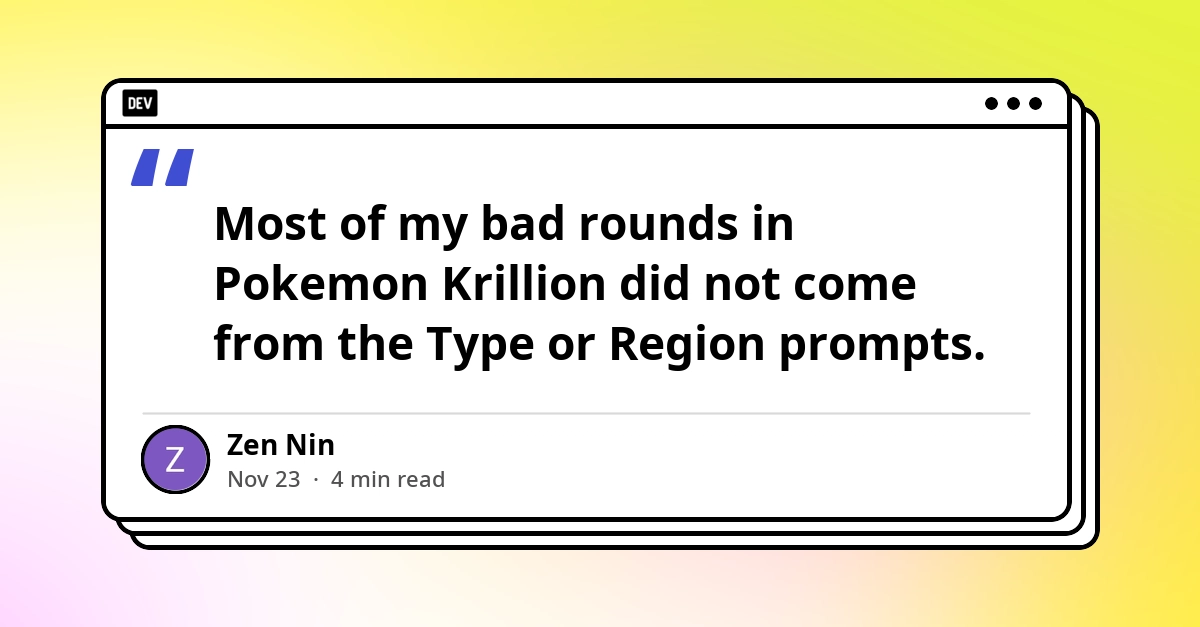 DEV
“
Most of my bad rounds in
Pokemon Krillion did not come
from the Type or Region prompts.
Z
Zen Nin
Nov 23 · 4 min read